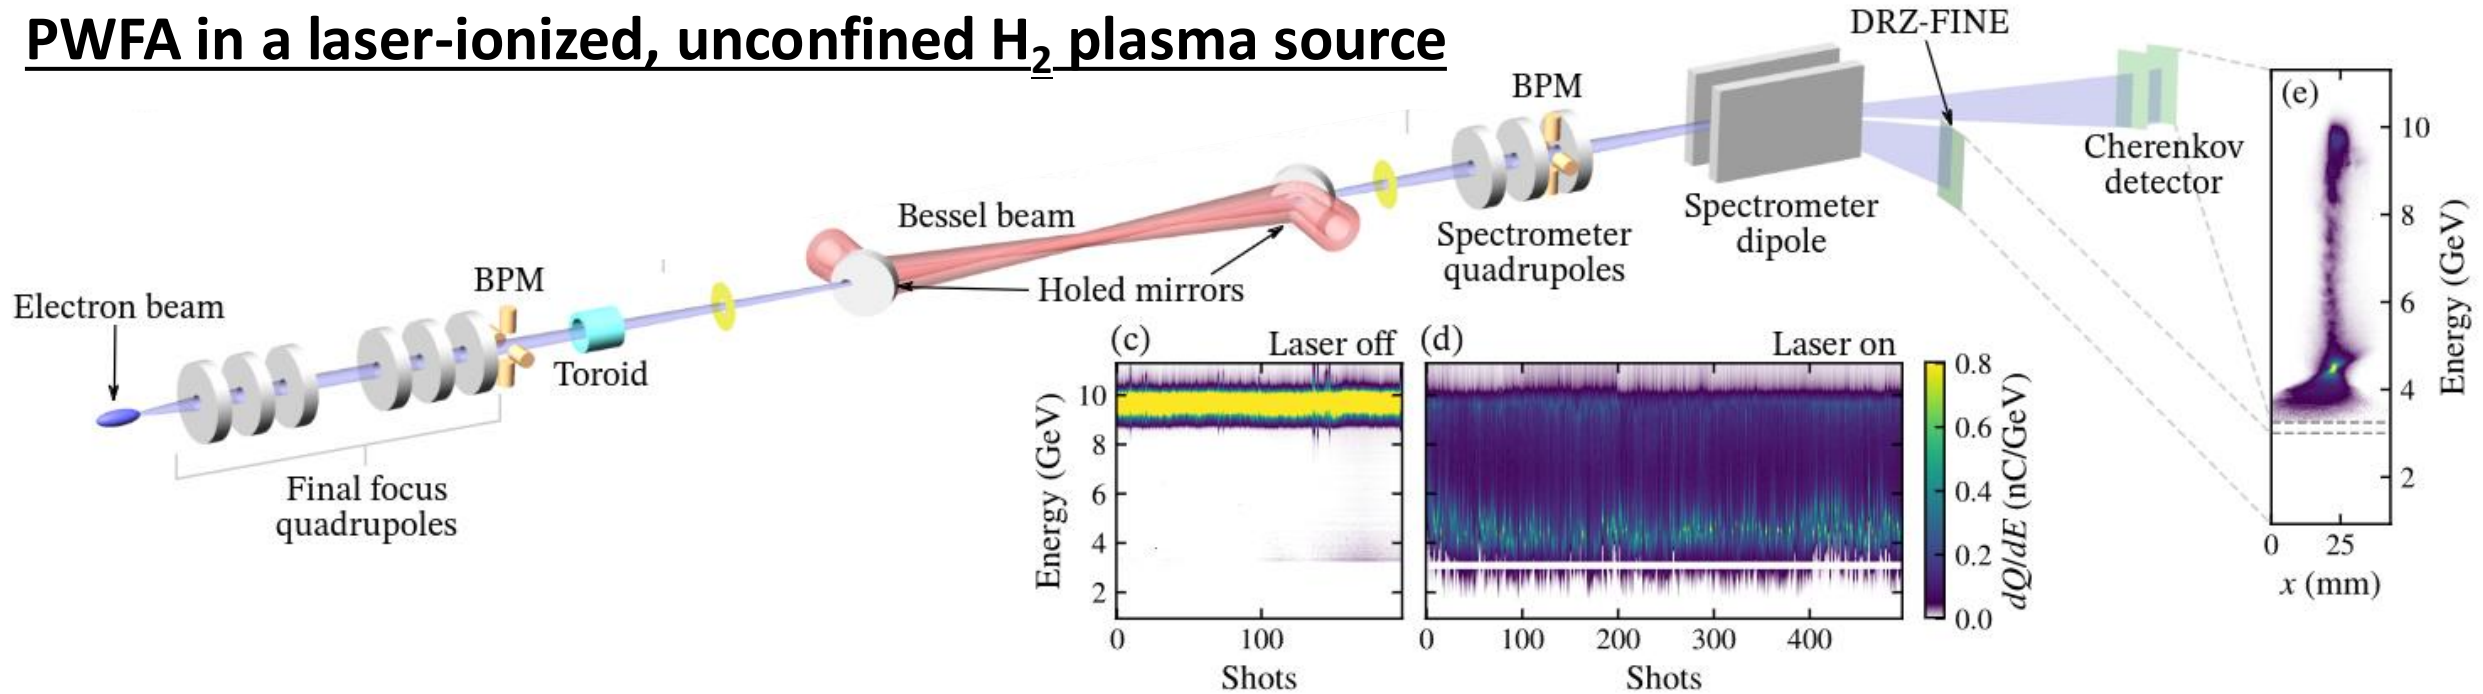 PWFA in a laser-ionized, unconfined H₂ plasma source
DRZ-FINE
BPM
(e)
10
8
6
4
2
Energy (GeV)
0 25
x (mm)
Cherenkov
detector
Spectrometer
dipole
Spectrometer
quadrupoles
Bessel beam
Holed mirrors
BPM
Electron beam
Toroid
Final focus
quadrupoles
(c) Laser off
10
8
6
4
2
Energy (GeV)
0 100
Shots
(d) Laser on
0 100 200 300 400
Shots
0.8
0.6
0.4
0.2
0.0
dQ/dE (nC/GeV)